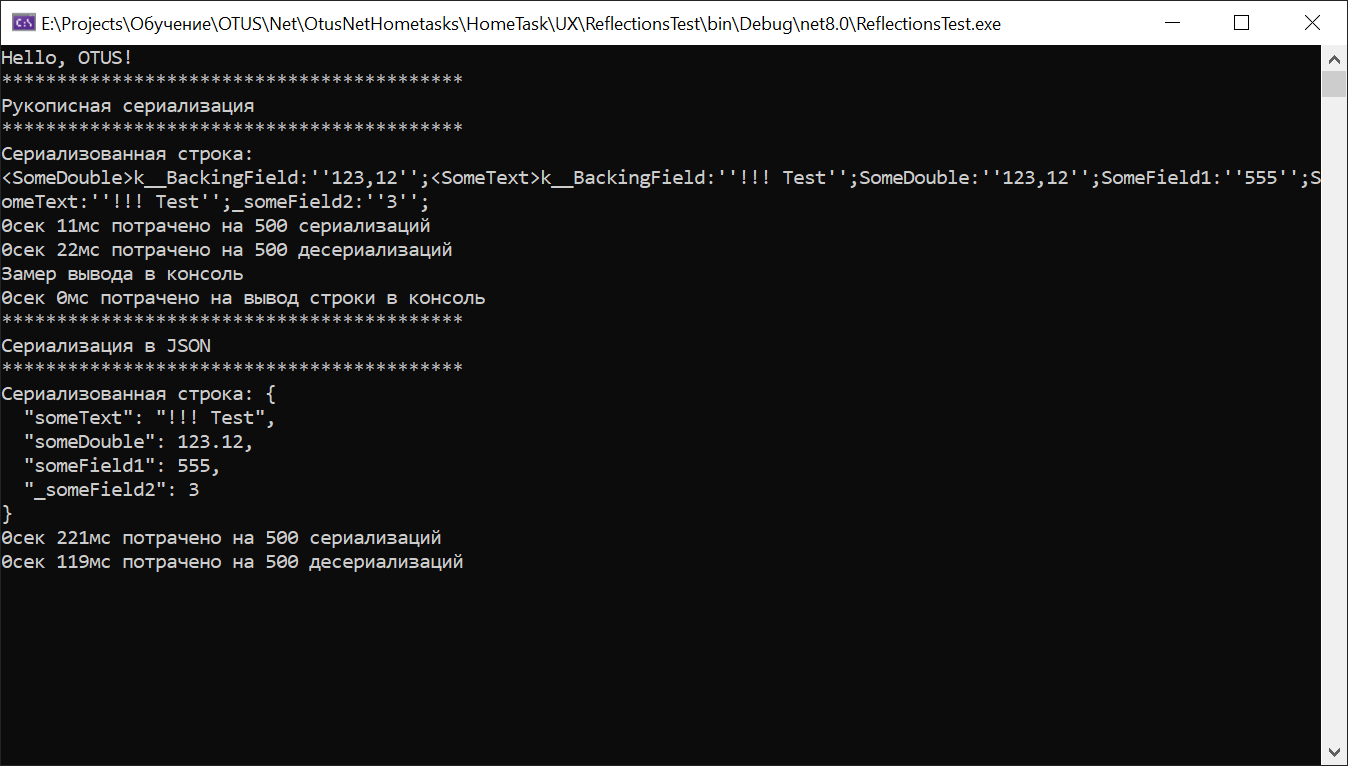 E:\Projects\Обучение\OTUS\Net\OtusNetHometasks\HomeTask\UX\ReflectionsTest\bin\Debug\net8.0\ReflectionsTest.exe
Hello, OTUS!
******************************************
Рукописная сериализация
******************************************
Сериализованная строка:
<SomeDouble>k__BackingField:''123,12'';<SomeText>k__BackingField:''!!! Test'';SomeDouble:''123,12'';SomeField1:''555'';S
omeText:''!!! Test'';_someField2:''3'';
0сек 11мс потрачено на 500 сериализаций
0сек 22мс потрачено на 500 десериализаций
Замер вывода в консоль
0сек 0мс потрачено на вывод строки в консоль
******************************************
Сериализация в JSON
******************************************
Сериализованная строка: {
  "someText": "!!! Test",
  "someDouble": 123.12,
  "someField1": 555,
  "_someField2": 3
}
0сек 221мс потрачено на 500 сериализаций
0сек 119мс потрачено на 500 десериализаций